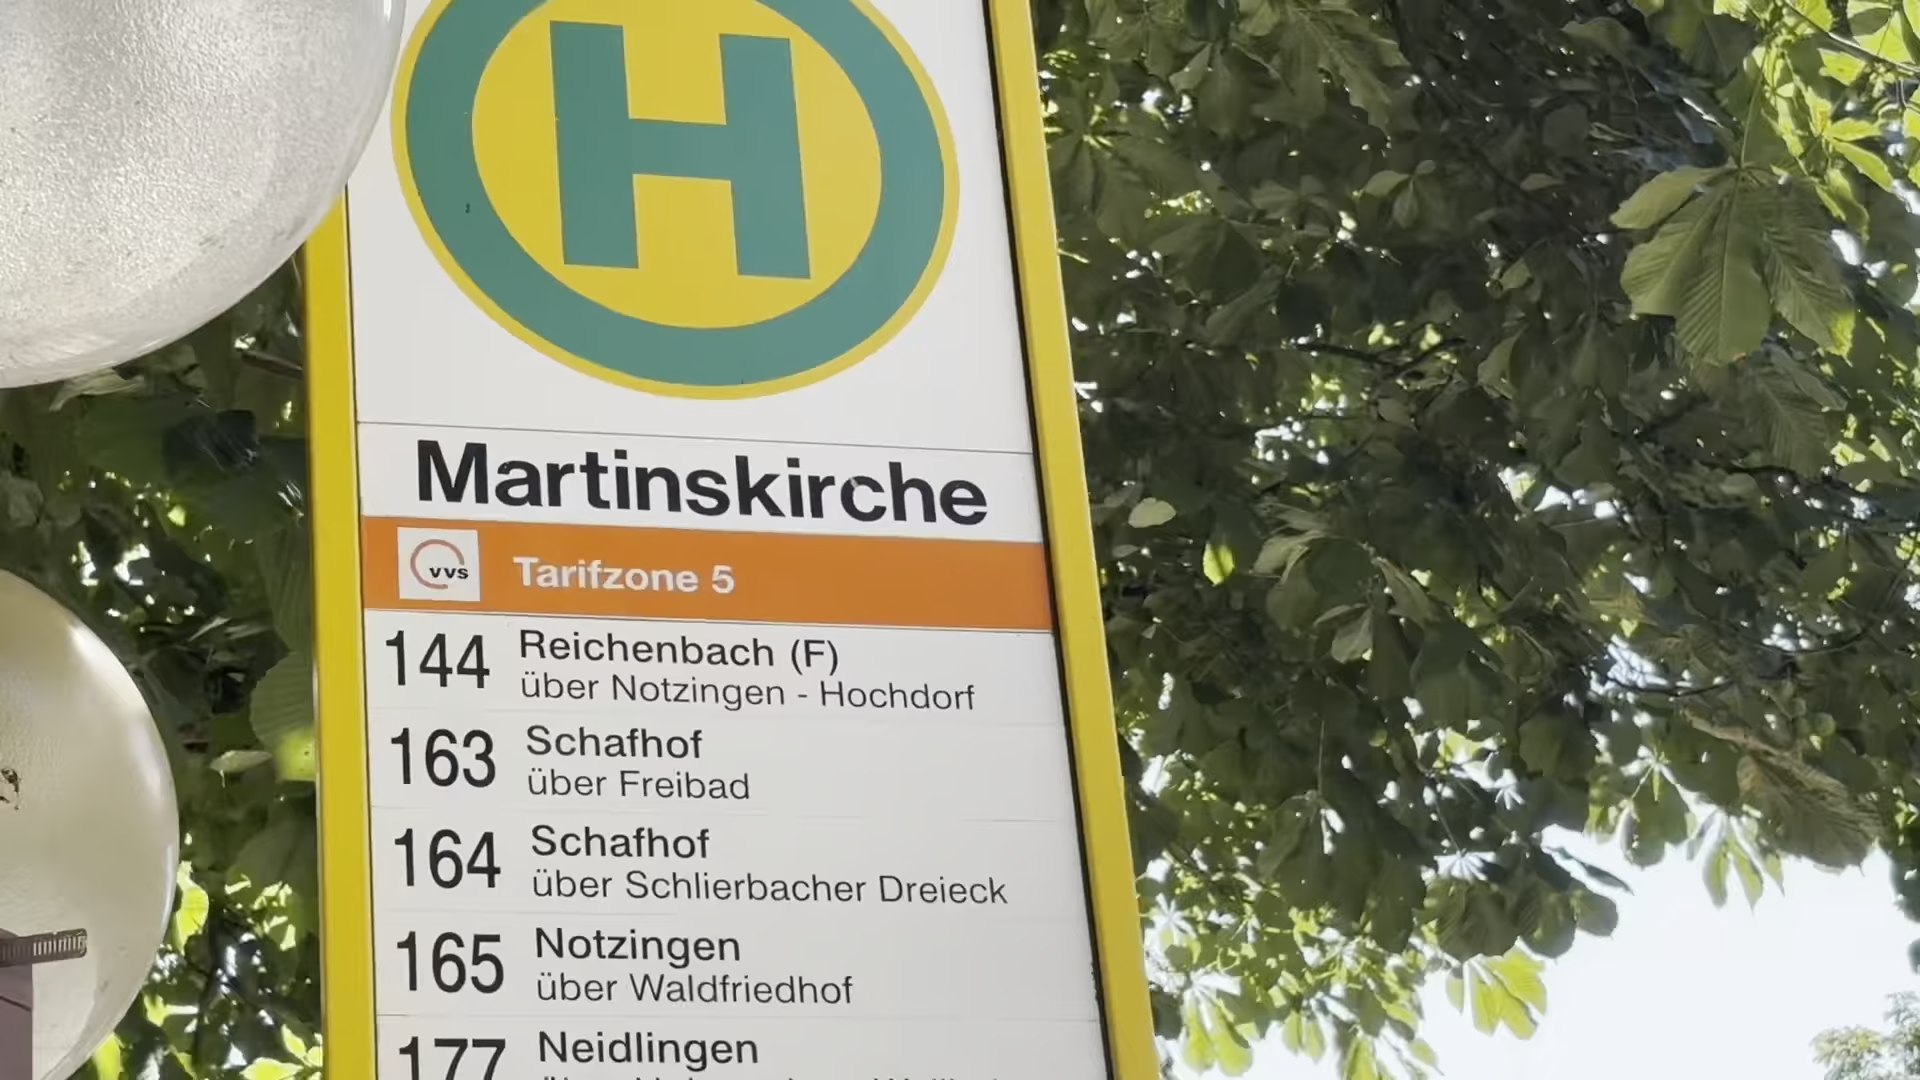 H
Martinskirche
vvs Tarifzone 5
144 Reichenbach (F)
über Notzingen - Hochdorf
163 Schafhof
über Freibad
164 Schafhof
über Schlierbacher Dreieck
165 Notzingen
über Waldfriedhof
177 Neidlingen